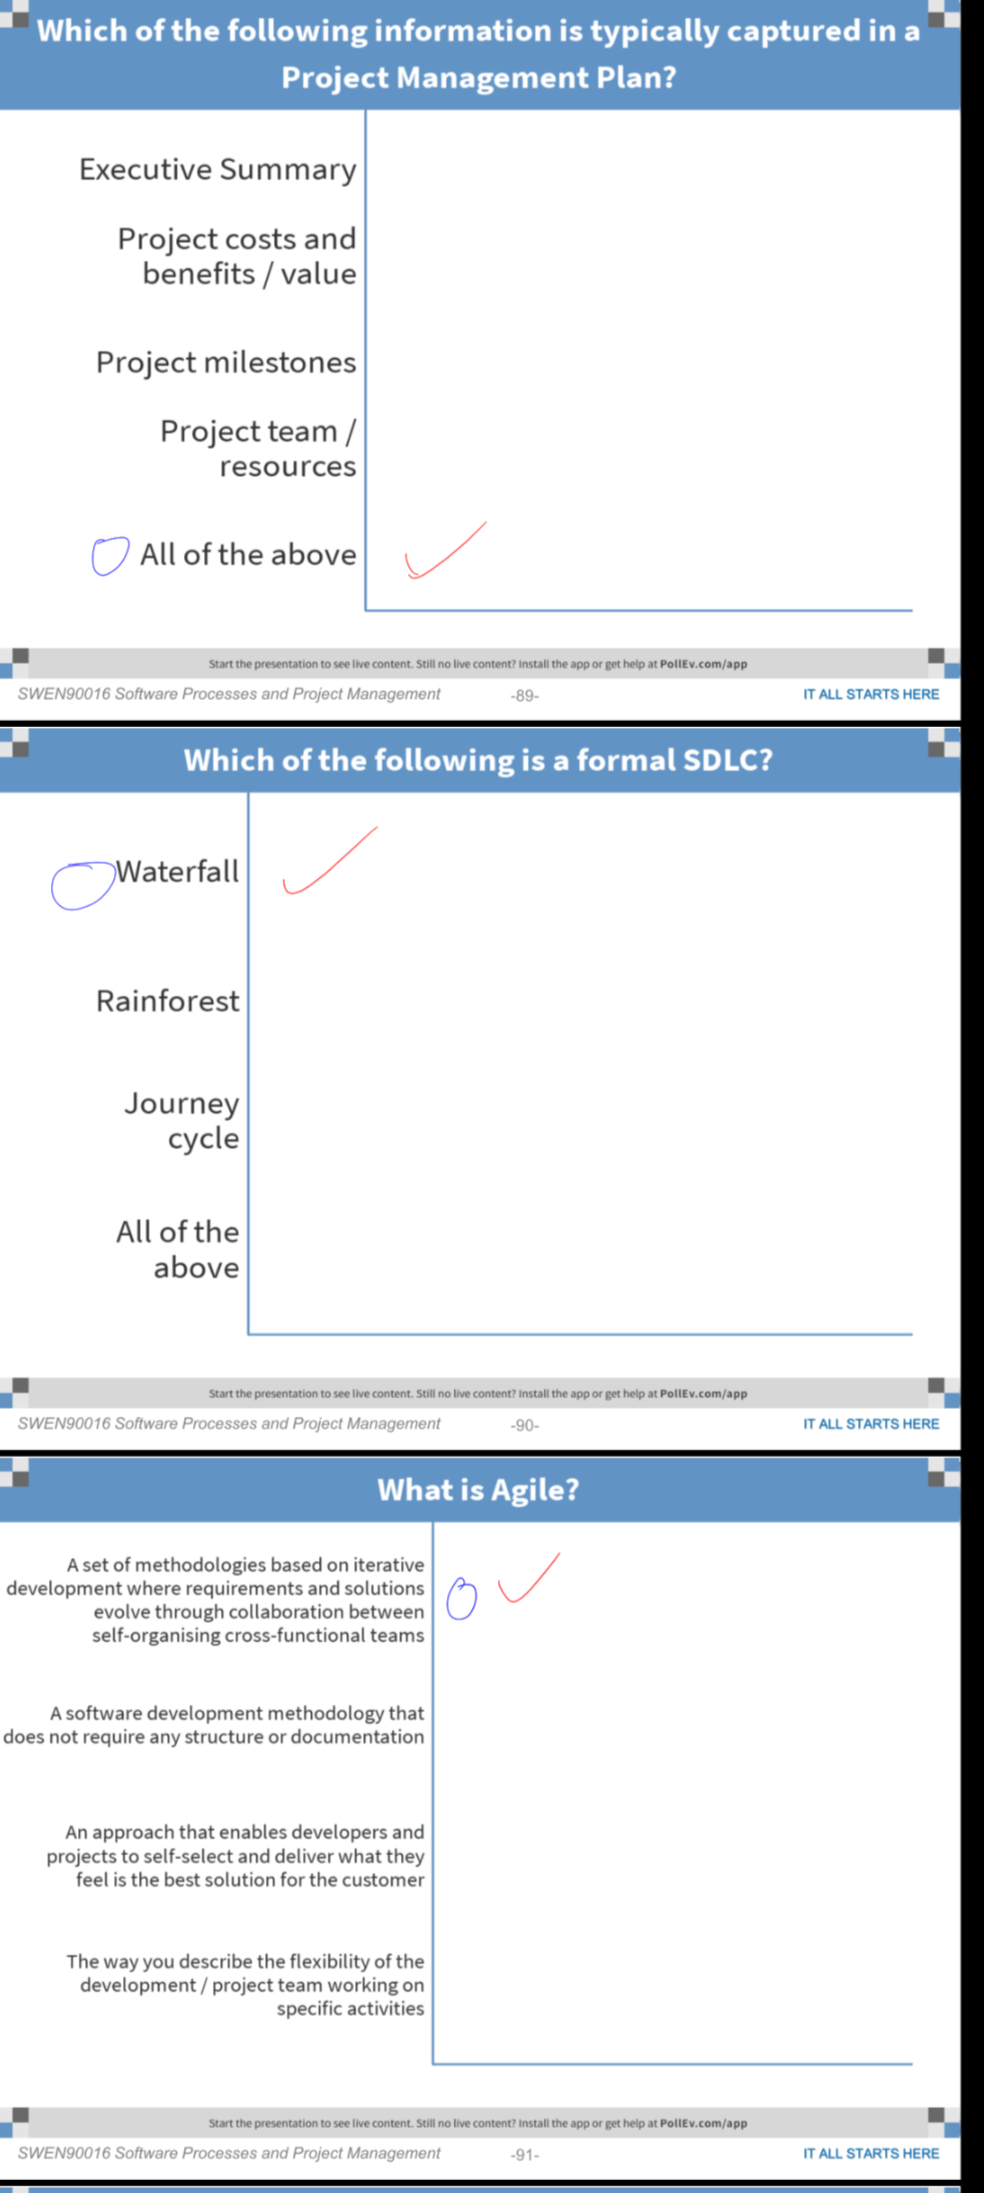 Which of the following information is typically captured in a
Project Management Plan?
Executive Summary
Project costs and
benefits / value
Project milestones
Project team /
resources
All of the above
Start the presentation to see live content. Still no live content? Install the app or get help at PollEv.com/app
SWEN90016 Software Processes and Project Management -89- IT ALL STARTS HERE
Which of the following is a formal SDLC?
Waterfall
Rainforest
Journey
cycle
All of the
above
Start the presentation to see live content. Still no live content? Install the app or get help at PollEv.com/app
SWEN90016 Software Processes and Project Management -90- IT ALL STARTS HERE
What is Agile?
A set of methodologies based on iterative
development where requirements and solutions
evolve through collaboration between
self-organising cross-functional teams
A software development methodology that
does not require any structure or documentation
An approach that enables developers and
projects to self-select and deliver what they
feel is the best solution for the customer
The way you describe the flexibility of the
development / project team working on
specific activities
Start the presentation to see live content. Still no live content? Install the app or get help at PollEv.com/app
SWEN90016 Software Processes and Project Management -91- IT ALL STARTS HERE